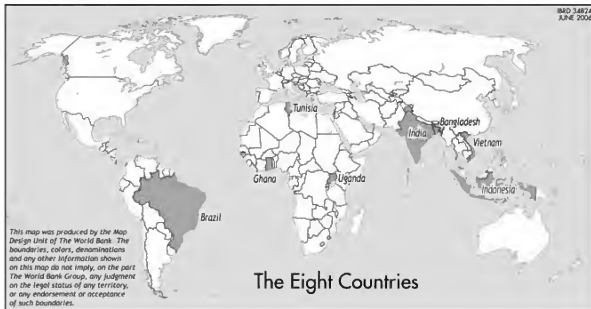 IBRD 34824
JUNE 2006
Tunisia
Bangladesh
India
Vietnam
Ghana
Uganda
Indonesia
Brazil
This map was produced by the Map
Design Unit of The World Bank. The
boundaries, colors, denominations
and any other information shown
on this map do not imply, on the part
The World Bank Group, any judgment
on the legal status of any territory,
or any endorsement or acceptance
of such boundaries.
The Eight Countries